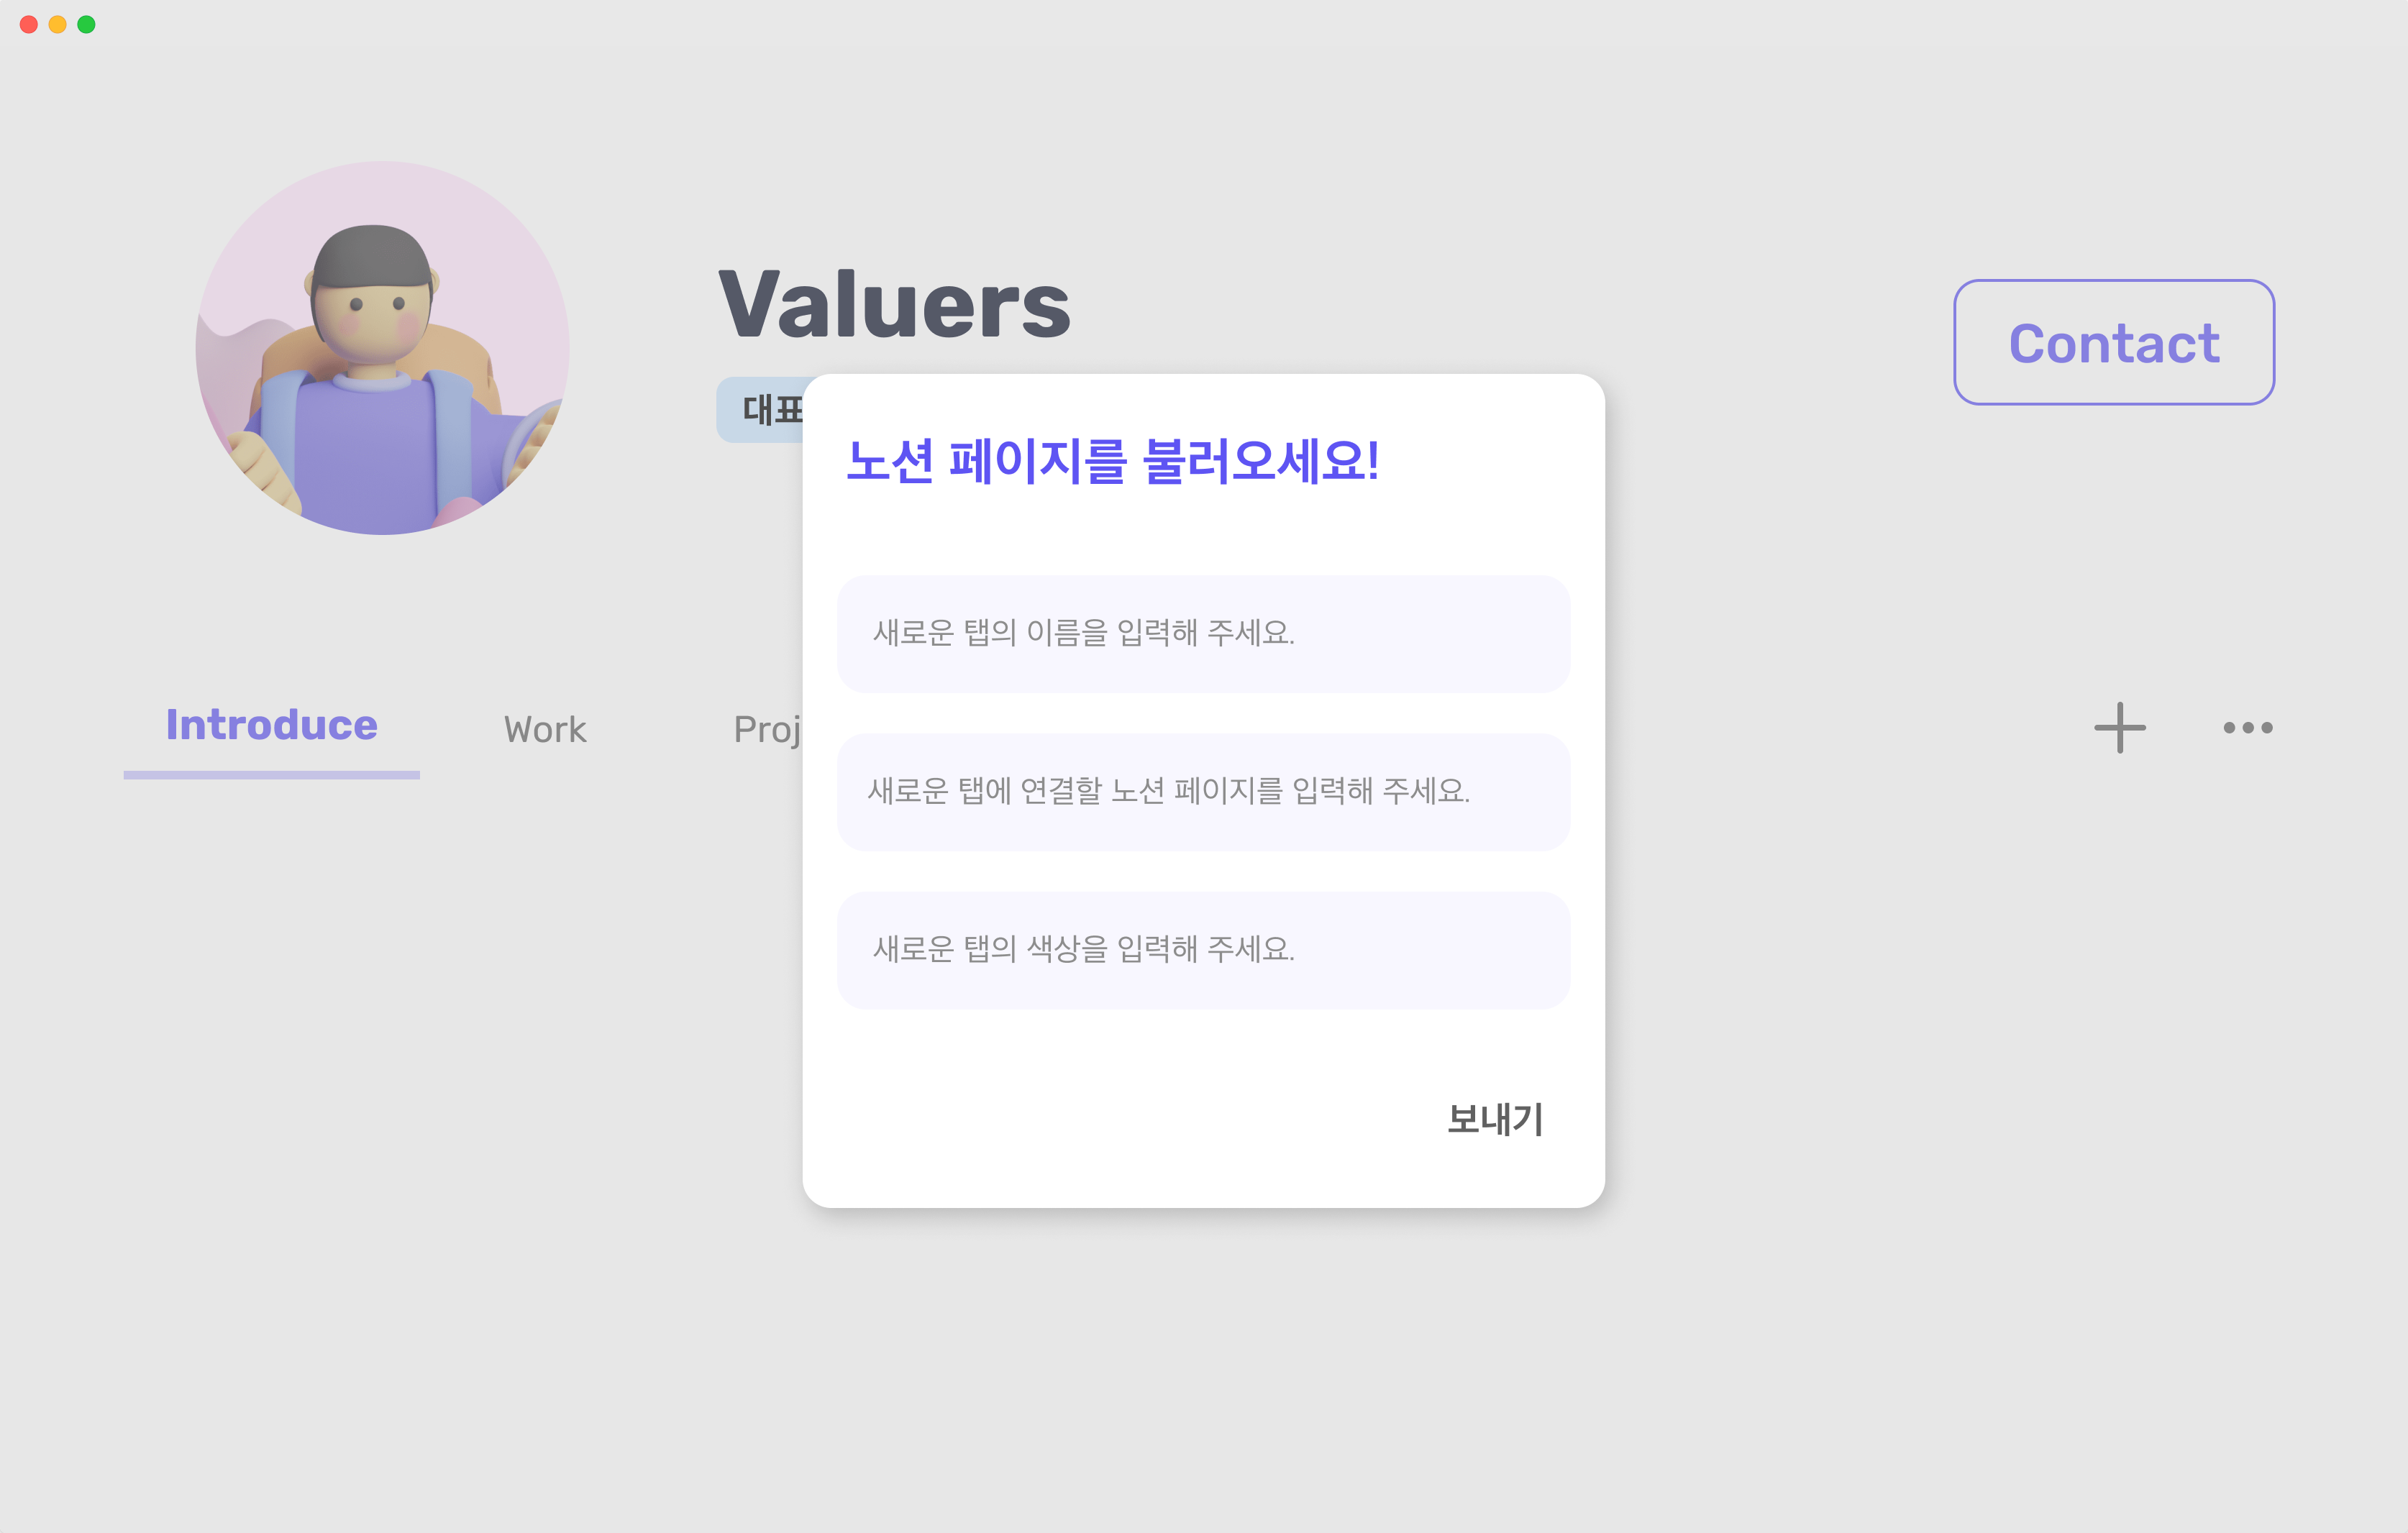 Valuers
Contact
대표
노션 페이지를 불러오세요!
새로운 탭의 이름을 입력해 주세요.
Introduce
Work
Proj
새로운 탭에 연결할 노션 페이지를 입력해 주세요.
새로운 탭의 색상을 입력해 주세요.
보내기